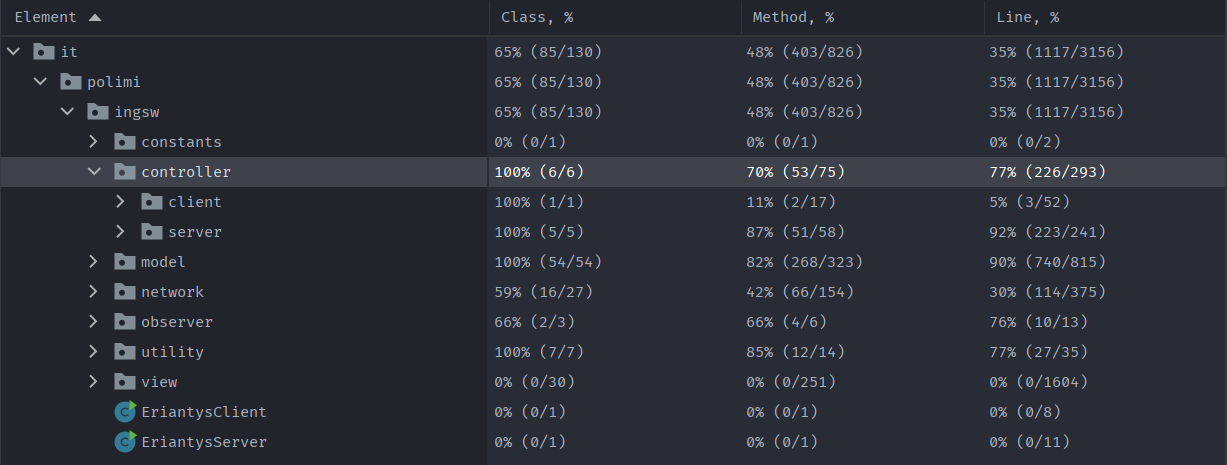 Element Class, % Method, % Line, %
it 65% (85/130) 48% (403/826) 35% (1117/3156)
polimi 65% (85/130) 48% (403/826) 35% (1117/3156)
ingsw 65% (85/130) 48% (403/826) 35% (1117/3156)
constants 0% (0/1) 0% (0/1) 0% (0/2)
controller 100% (6/6) 70% (53/75) 77% (226/293)
client 100% (1/1) 11% (2/17) 5% (3/52)
server 100% (5/5) 87% (51/58) 92% (223/241)
model 100% (54/54) 82% (268/323) 90% (740/815)
network 59% (16/27) 42% (66/154) 30% (114/375)
observer 66% (2/3) 66% (4/6) 76% (10/13)
utility 100% (7/7) 85% (12/14) 77% (27/35)
view 0% (0/30) 0% (0/251) 0% (0/1604)
C EriantysClient 0% (0/1) 0% (0/1) 0% (0/8)
C EriantysServer 0% (0/1) 0% (0/1) 0% (0/11)